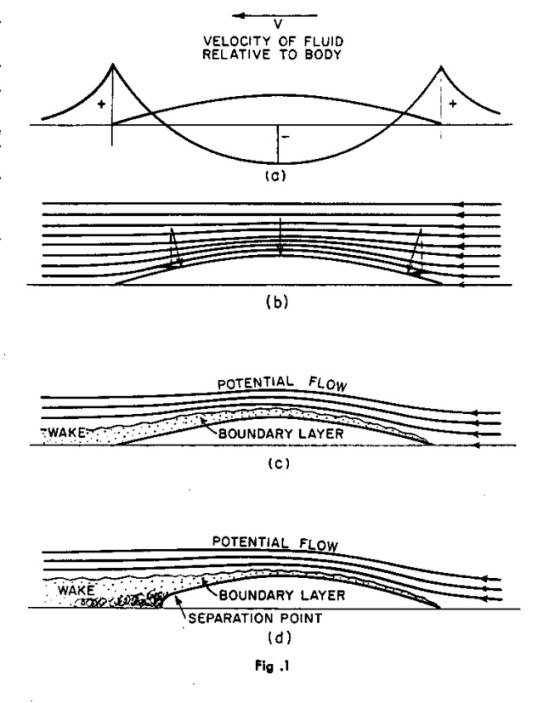 V
VELOCITY OF FLUID
RELATIVE TO BODY
+
+
-
(a)
(b)
POTENTIAL FLOW
WAKE
BOUNDARY LAYER
(c)
POTENTIAL FLOW
WAKE
BOUNDARY LAYER
SEPARATION POINT
(d)
Fig .1